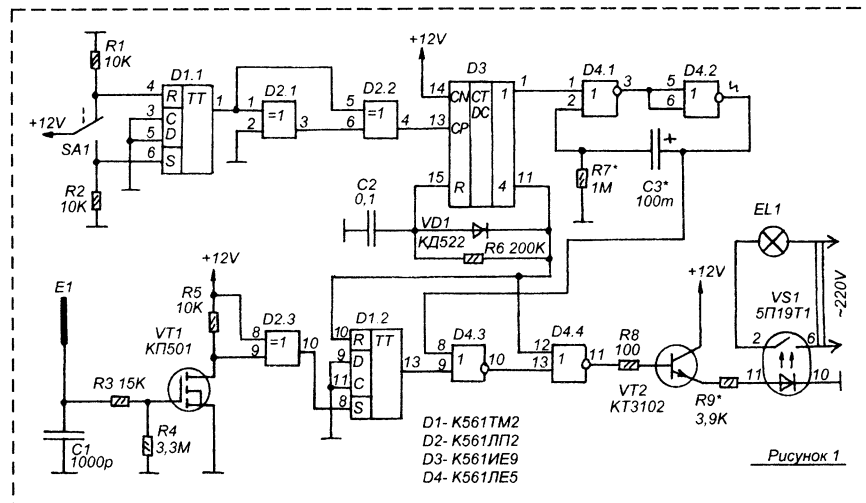 R1
10K
+12V
SA1
R2
10K
D1.1
4
3
5
6
R
C
D
S
TT
1
D2.1
1
2
=1
3
D2.2
5
6
=1
4
+12V
D3
14
13
15
CN
CP
R
CT
DC
1
4
1
11
C2
0,1
VD1
КД522
R6 200K
D4.1
1
2
1
3
D4.2
5
6
1
R7*
1M
C3*
100m
+
E1
C1
1000p
R3 15K
R4
3,3M
+12V
R5
10K
VT1
КП501
D2.3
8
9
=1
10
D1.2
10
9
11
8
R
D
C
S
TT
13
D4.3
8
9
1
10
D4.4
12
13
1
11
R8
100
+12V
VT2
КТ3102
R9*
3,9K
EL1
VS1
5П19Т1
2
6
11
10
~220V
D1- К561ТМ2
D2- К561ЛП2
D3- К561ИЕ9
D4- К561ЛЕ5
Рисунок 1